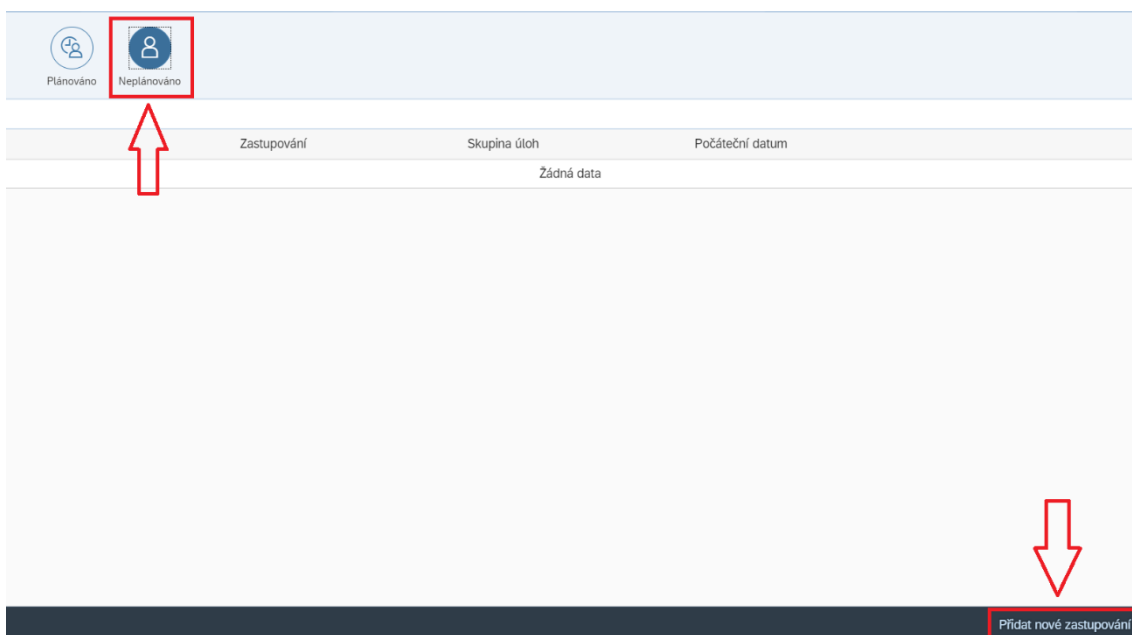 Plánováno Neplánováno
Zastupování Skupina úloh Počáteční datum
Žádná data
Přidat nové zastupování